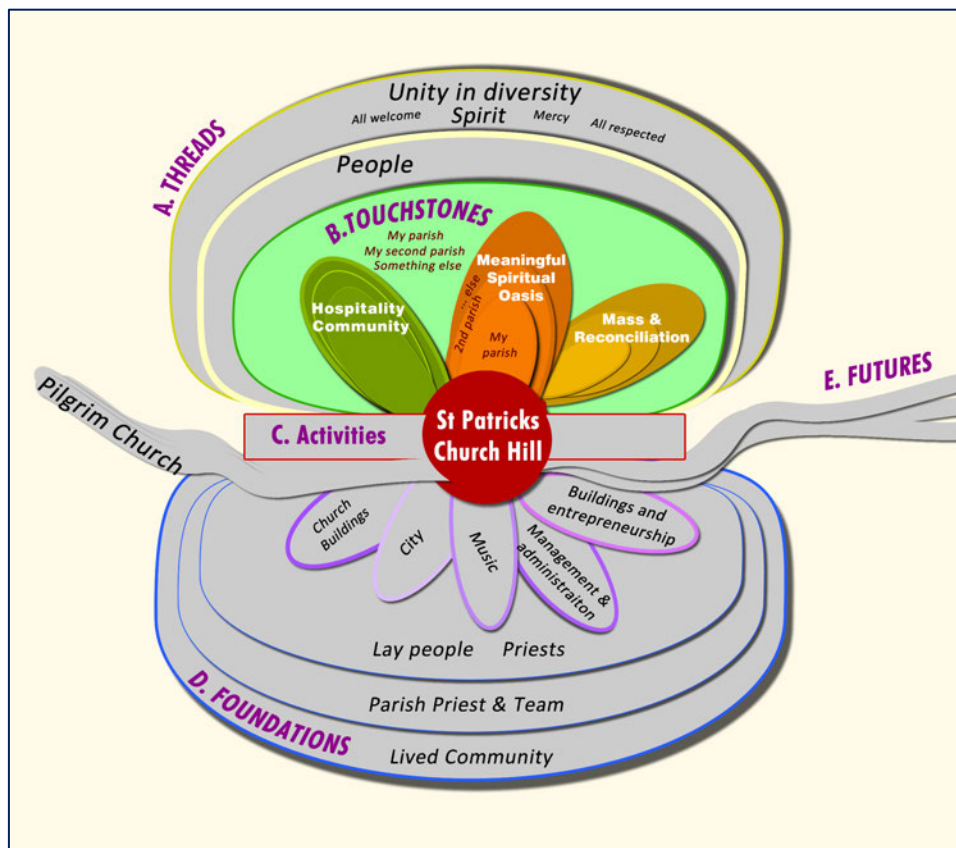 Unity in diversity
All welcome Spirit Mercy All respected
A. THREADS
People
B.TOUCHSTONES
My parish
My second parish
Something else
Hospitality
Community
Meaningful
Spiritual
Oasis
... else
2nd parish
My
parish
Mass &
Reconciliation
E. FUTURES
Pilgrim Church
C. Activities
St Patricks
Church Hill
Church
Buildings
City
Music
Management &
administraiton
Buildings and
entrepreneurship
Lay people Priests
Parish Priest & Team
D. FOUNDATIONS
Lived Community